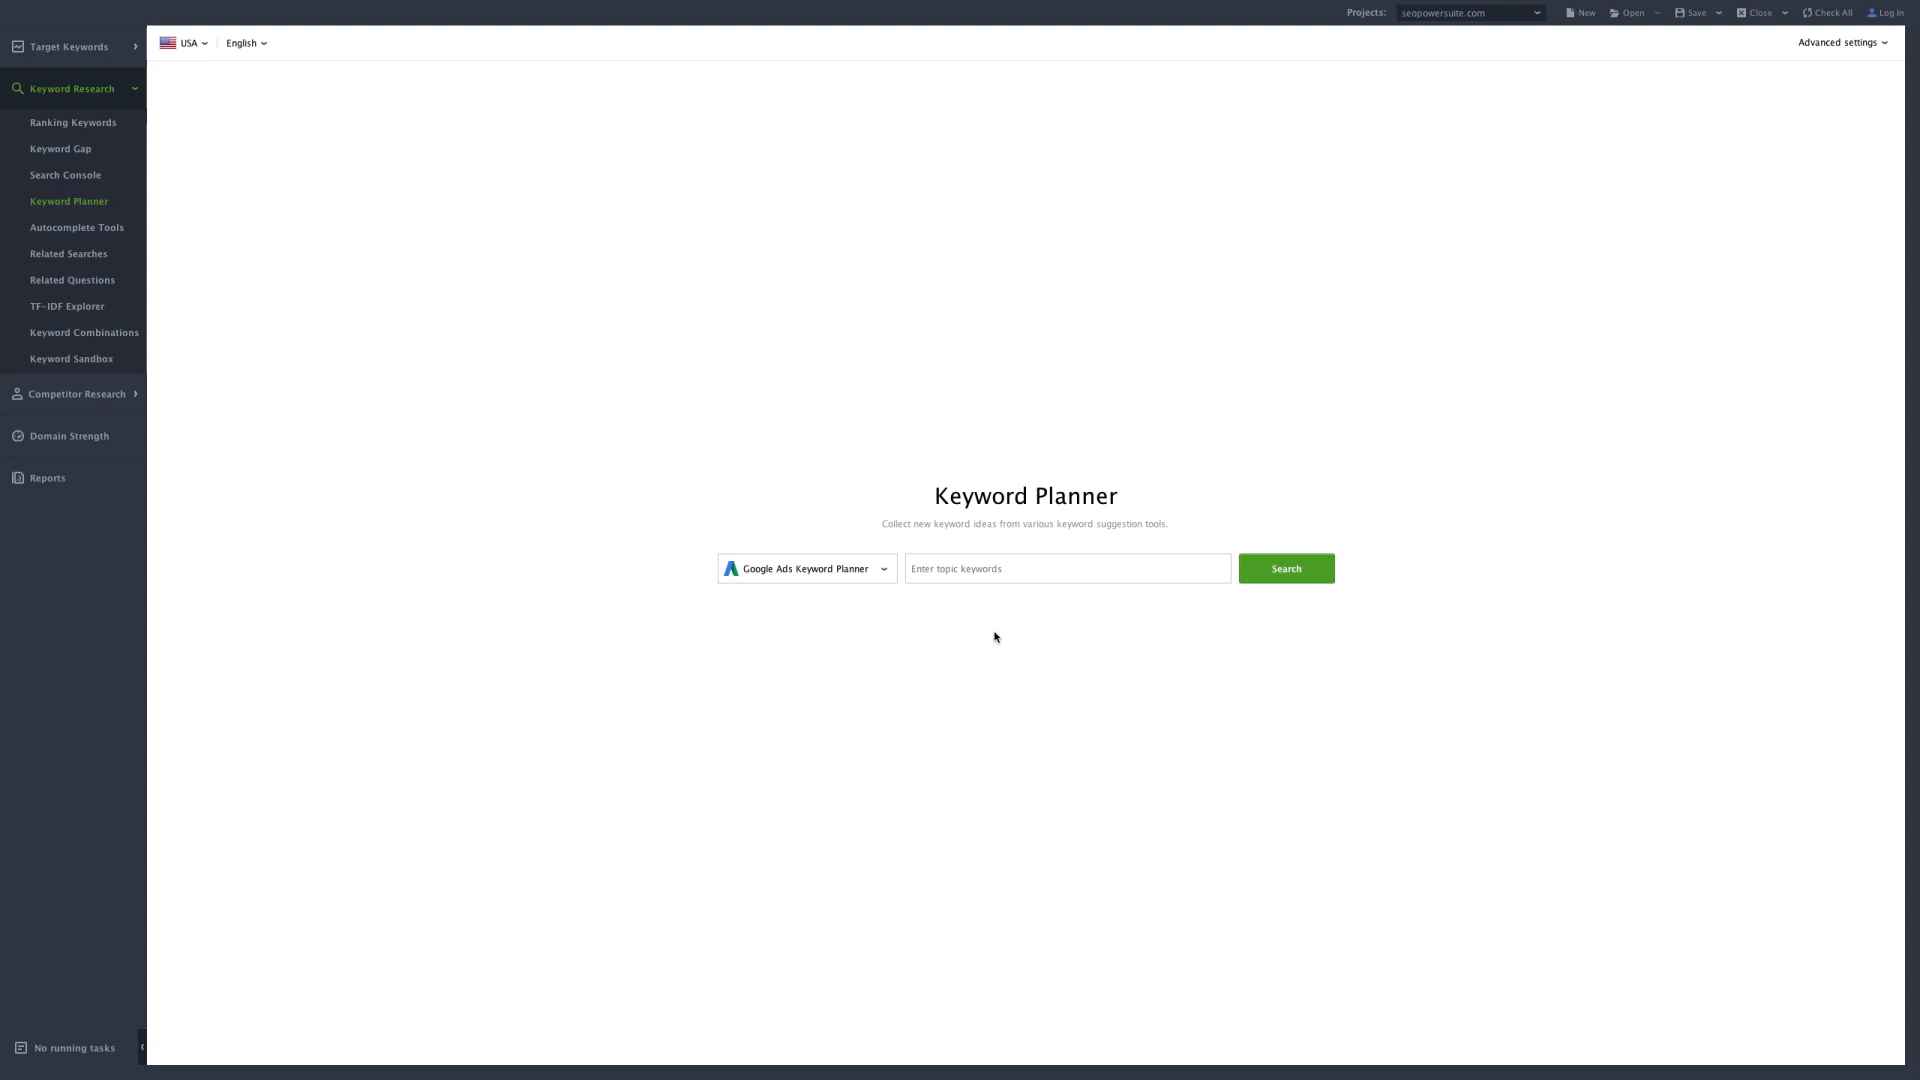 Projects: seopowersuite.com New Open Save Close Check All Log In
Target Keywords
USA English Advanced settings
Keyword Research
Ranking Keywords
Keyword Gap
Search Console
Keyword Planner
Autocomplete Tools
Related Searches
Related Questions
TF-IDF Explorer
Keyword Combinations
Keyword Sandbox
Competitor Research
Domain Strength
Reports
Keyword Planner
Collect new keyword ideas from various keyword suggestion tools.
Google Ads Keyword Planner Enter topic keywords Search
No running tasks